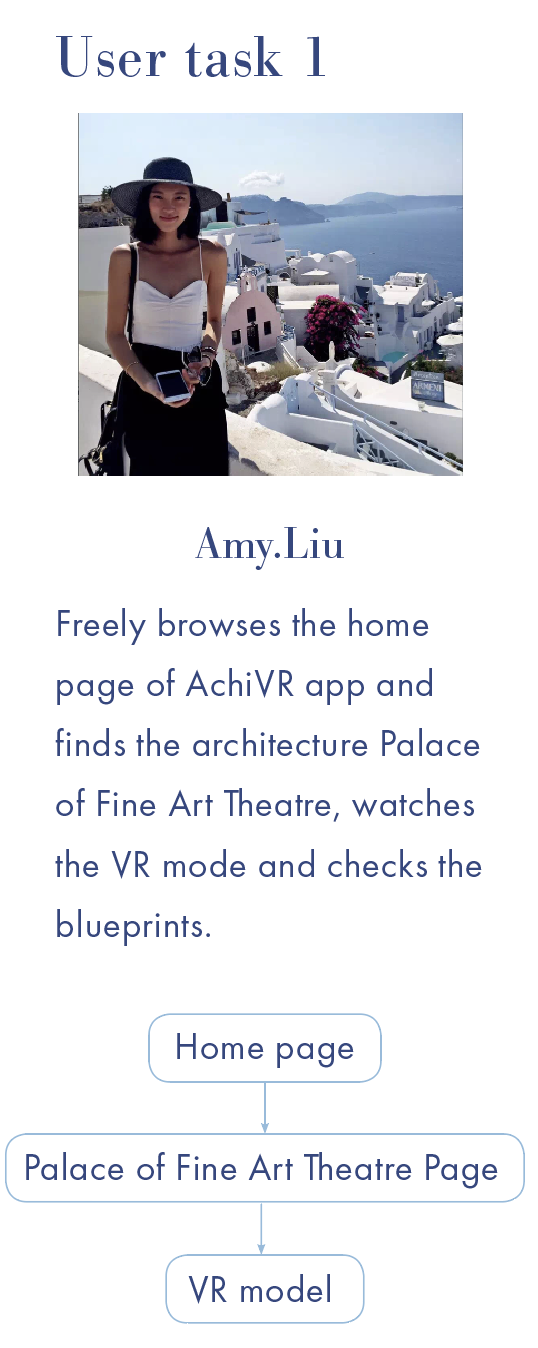 User task 1
Amy.Liu
Freely browses the home
page of AchiVR app and
finds the architecture Palace
of Fine Art Theatre, watches
the VR mode and checks the
blueprints.
Home page
Palace of Fine Art Theatre Page
VR model